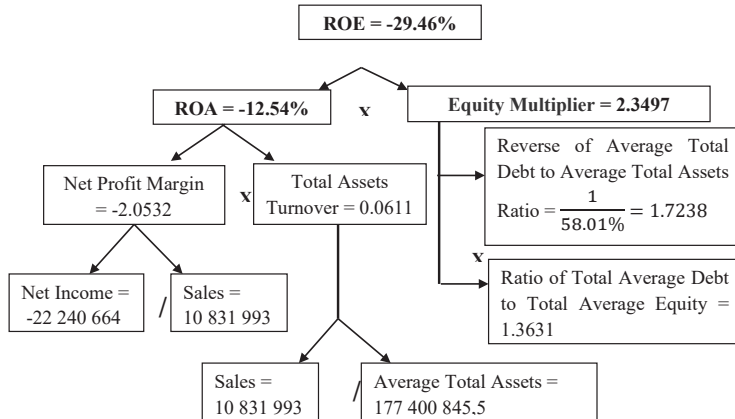 ROE = -29.46%
ROA = -12.54%
x
Equity Multiplier = 2.3497
Net Profit Margin
= -2.0532
x
Total Assets
Turnover = 0.0611
Reverse of Average Total
Debt to Average Total Assets
Ratio = 1/58.01% = 1.7238
x
Ratio of Total Average Debt
to Total Average Equity =
1.3631
Net Income =
-22 240 664
/
Sales =
10 831 993
Sales =
10 831 993
/
Average Total Assets =
177 400 845,5